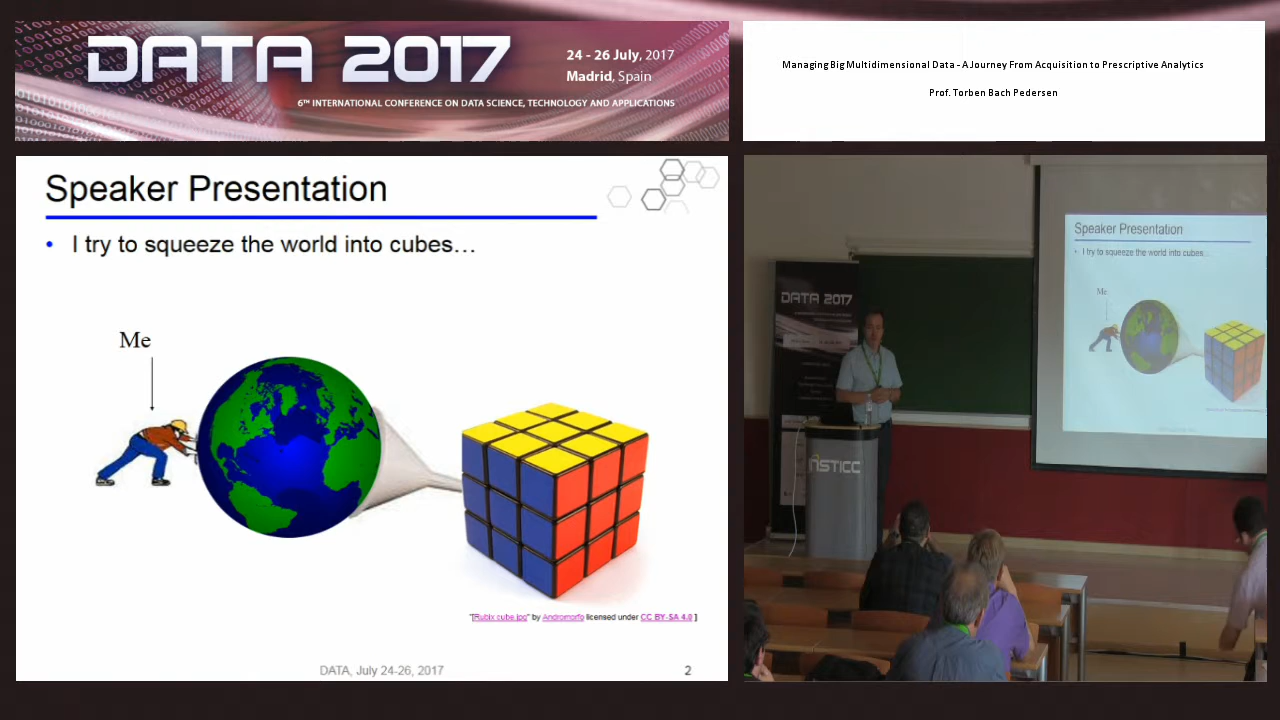 DATA 2017
24 - 26 July, 2017
Madrid, Spain
6TH INTERNATIONAL CONFERENCE ON DATA SCIENCE, TECHNOLOGY AND APPLICATIONS
Managing Big Multidimensional Data - A Journey From Acquisition to Prescriptive Analytics
Prof. Torben Bach Pedersen
Speaker Presentation
• I try to squeeze the world into cubes…
Me
"[Rubix cube.jpg" by Andromorfo licensed under CC BY-SA 4.0 ]
DATA, July 24-26, 2017
2
DATA 2017
INSTICC
Speaker Presentation
• I try to squeeze the world into cubes…
Me